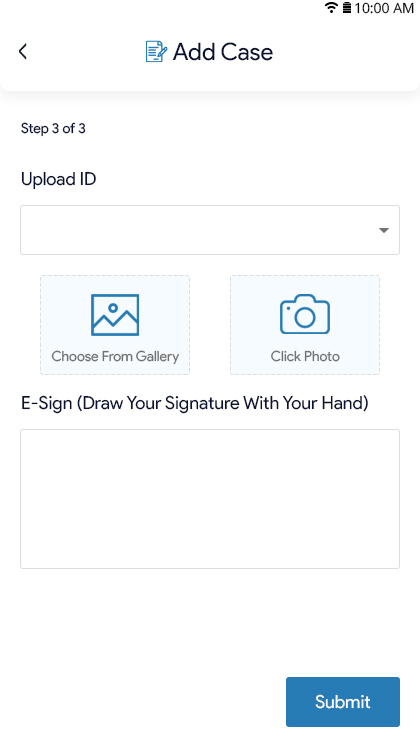 10:00 AM
Add Case
Step 3 of 3
Upload ID
Choose From Gallery
Click Photo
E-Sign (Draw Your Signature With Your Hand)
Submit